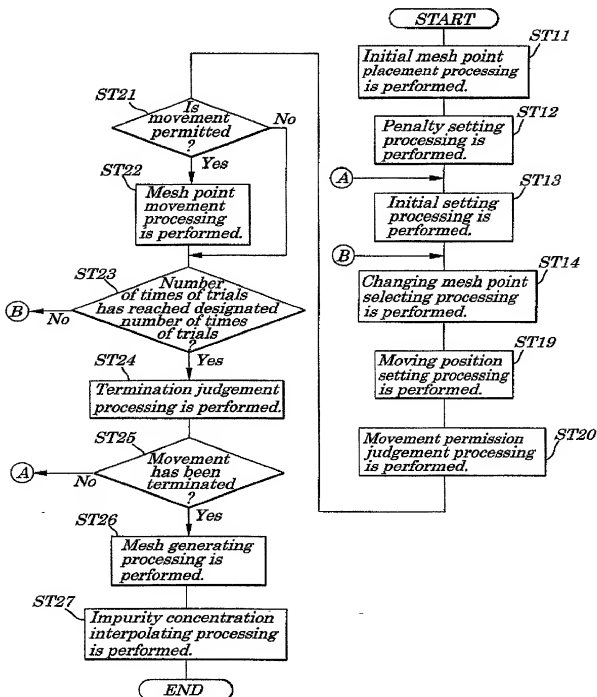 START
ST11
Initial mesh point
placement processing
is performed.
ST12
Penalty setting
processing is
performed.
A
ST13
Initial setting
processing is
performed.
B
ST14
Changing mesh point
selecting processing
is performed.
ST19
Moving position
setting processing
is performed.
ST20
Movement permission
judgement processing
is performed.
ST21
Is
movement
permitted
?
No
Yes
ST22
Mesh point
movement
processing
is performed.
ST23
Number
of times of trials
has reached designated
number of times
of trials
?
B
No
Yes
ST24
Termination judgement
processing is performed.
ST25
Movement
has been
terminated
?
A
No
Yes
ST26
Mesh generating
processing is
performed.
ST27
Impurity concentration
interpolating processing
is performed.
END